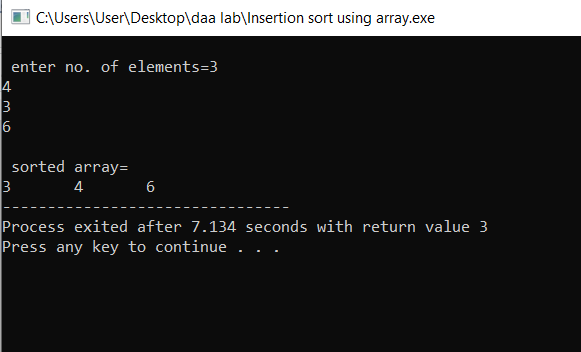 C:\Users\User\Desktop\daa lab\Insertion sort using array.exe
enter no. of elements=3
4
3
6
sorted array=
3       4       6
--------------------------------
Process exited after 7.134 seconds with return value 3
Press any key to continue . . .